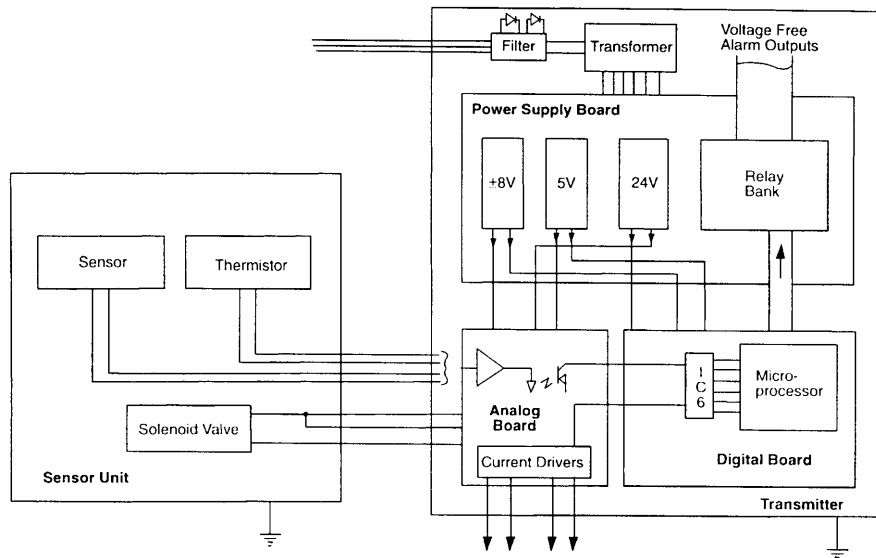 Filter
Transformer
Voltage Free
Alarm Outputs
Power Supply Board
±8V
5V
24V
Relay
Bank
Sensor
Thermistor
Solenoid Valve
Sensor Unit
Analog
Board
Current Drivers
I
C
6
Micro-
processor
Digital Board
Transmitter